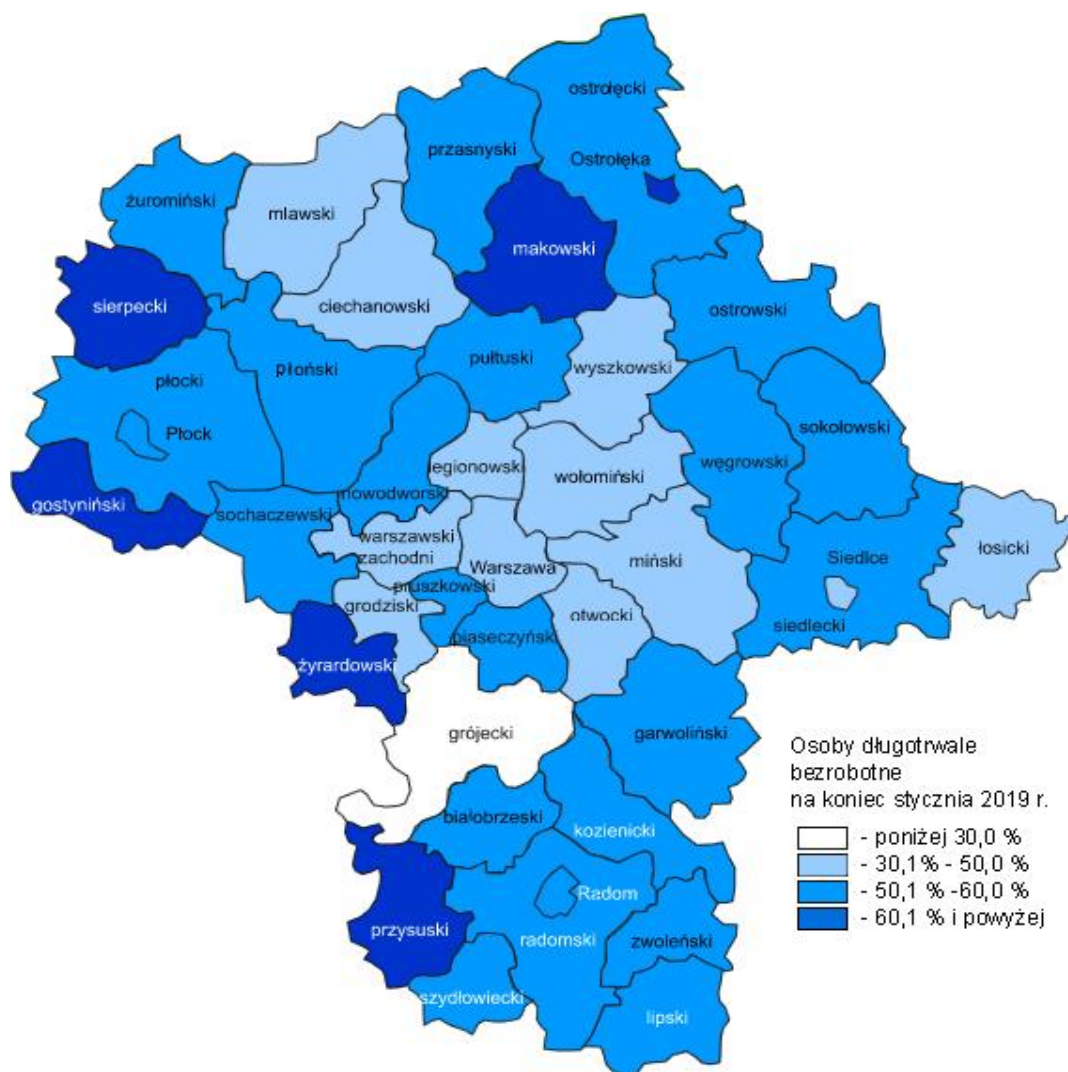 ostrołęcki
przasnyski
Ostrołęka
żuromiński
mlawski
makowski
sierpecki
ciechanowski
ostrowski
pułtuski
wyszkowski
płocki
płoński
sokołowski
Płock
węgrowski
legionowski
wołomiński
nowodworski
gostyniński
sochaczewski
warszawski
zachodni
Warszawa
miński
Siedlce
łosicki
pruszkowski
grodziski
otwocki
siedlecki
piaseczyński
żyrardowski
grójecki
garwoliński
Osoby długotrwale
bezrobotne
na koniec stycznia 2019 r.
- poniżej 30,0 %
- 30,1% - 50,0 %
- 50,1 % -60,0 %
- 60,1 % i powyżej
białobrzeski
kozienicki
Radom
przysuski
radomski
zwoleński
szydłowiecki
lipski